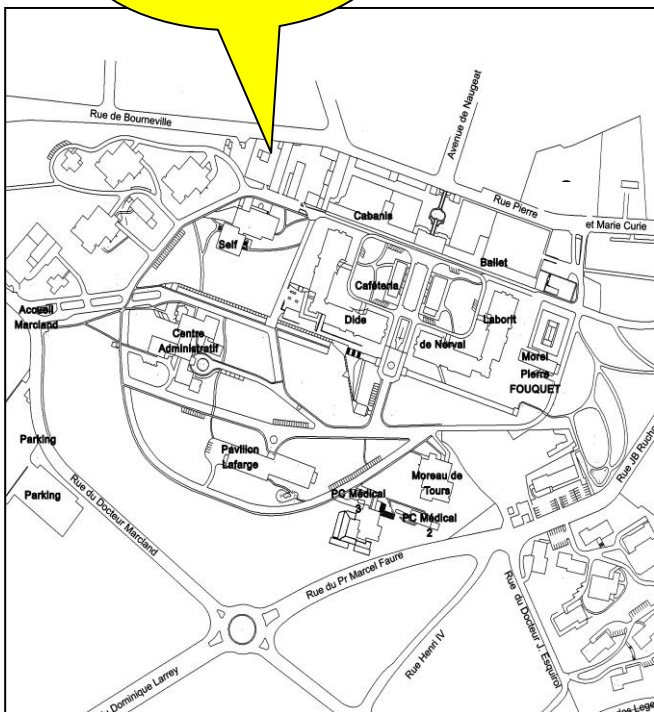 Rue de Bourneville
Avenue de Naugeat
Rue Pierre
et Marie Curie
Cabanis
Self
Ballet
Caféteria
Accueil
Marcland
Dide
Laborit
Centre
Administratif
de Nerval
Morel
Pierre
FOUQUET
Parking
Pavillon
Lafarge
Moreau de
Tours
Parking
PC Médical
3
PC Médical
2
Rue du Docteur Marcland
Rue du Pr Marcel Faure
Rue Henri IV
Rue du Docteur J. Esquirol
Dominique Larrey